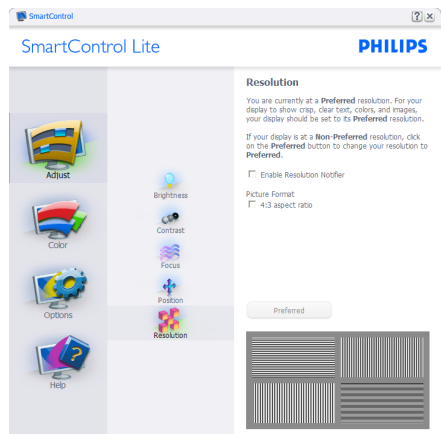 SmartControl
SmartControl Lite
PHILIPS
Adjust
Color
Options
Help
Brightness
Contrast
Focus
Position
Resolution
Resolution
You are currently at a Preferred resolution. For your
display to show crisp, clear text, colors, and images,
your display should be set to its Preferred resolution.
If your display is at a Non-Preferred resolution, click
on the Preferred button to change your resolution to
Preferred.
Enable Resolution Notifier
Picture Format
4:3 aspect ratio
Preferred